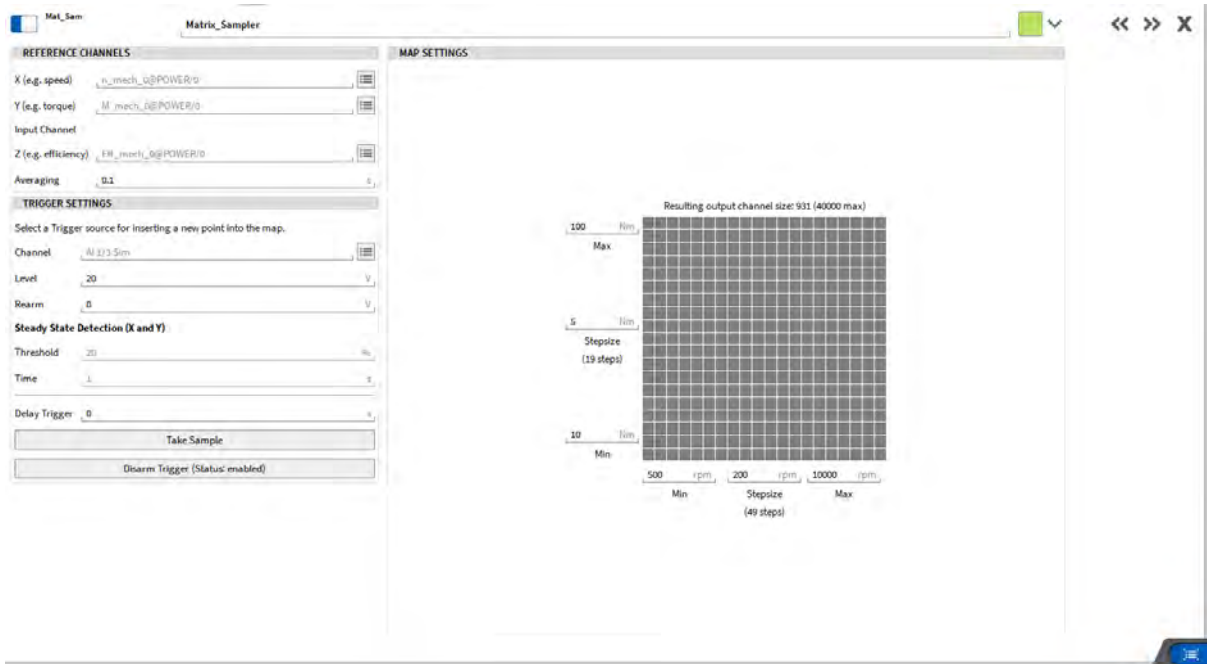 Mat_Sam
Matrix_Sampler
REFERENCE CHANNELS
X (e.g. speed) n_mech_0@POWER/0
Y (e.g. torque) M_mech_0@POWER/0
Input Channel
Z (e.g. efficiency) Eff_mech_0@POWER/0
Averaging 0.1 s
TRIGGER SETTINGS
Select a Trigger source for inserting a new point into the map.
Channel AI 1/1 Sim
Level 20 V
Rearm 0 V
Steady State Detection (X and Y)
Threshold 20 %
Time 1 s
Delay Trigger 0 s
Take Sample
Disarm Trigger (Status: enabled)
MAP SETTINGS
Resulting output channel size: 931 (40000 max)
100 Nm
Max
5 Nm
Stepsize
(19 steps)
10 Nm
Min
500 rpm 200 rpm 10000 rpm
Min Stepsize Max
(49 steps)